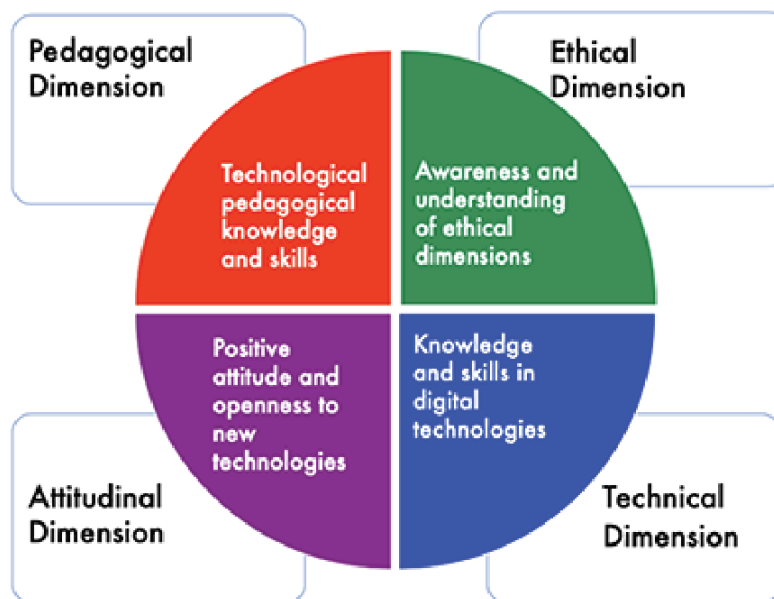 Pedagogical
Dimension
Ethical
Dimension
Technological
pedagogical
knowledge
and skills
Awareness and
understanding
of ethical
dimensions
Positive
attitude and
openness to
new
technologies
Knowledge
and skills in
digital
technologies
Attitudinal
Dimension
Technical
Dimension